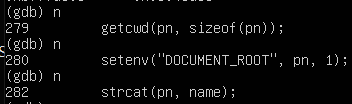 (gdb) n
279 getcwd(pn, sizeof(pn));
(gdb) n
280 setenv("DOCUMENT_ROOT", pn, 1);
(gdb) n
282 strcat(pn, name);